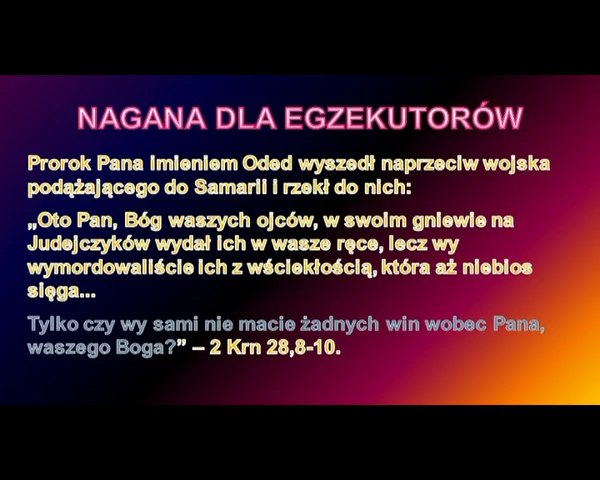 NAGANA DLA EGZEKUTORÓW
Prorok Pana imieniem Oded wyszedł naprzeciw wojska
podążającego do Samarii i rzekł do nich:
„Oto Pan, Bóg waszych ojców, w swoim gniewie na
Judejczyków wydał ich w wasze ręce, lecz wy
wymordowaliście ich z wściekłością, która aż niebios
sięga...
Tylko czy wy sami nie macie żadnych win wobec Pana,
waszego Boga?” – 2 Krn 28,8-10.